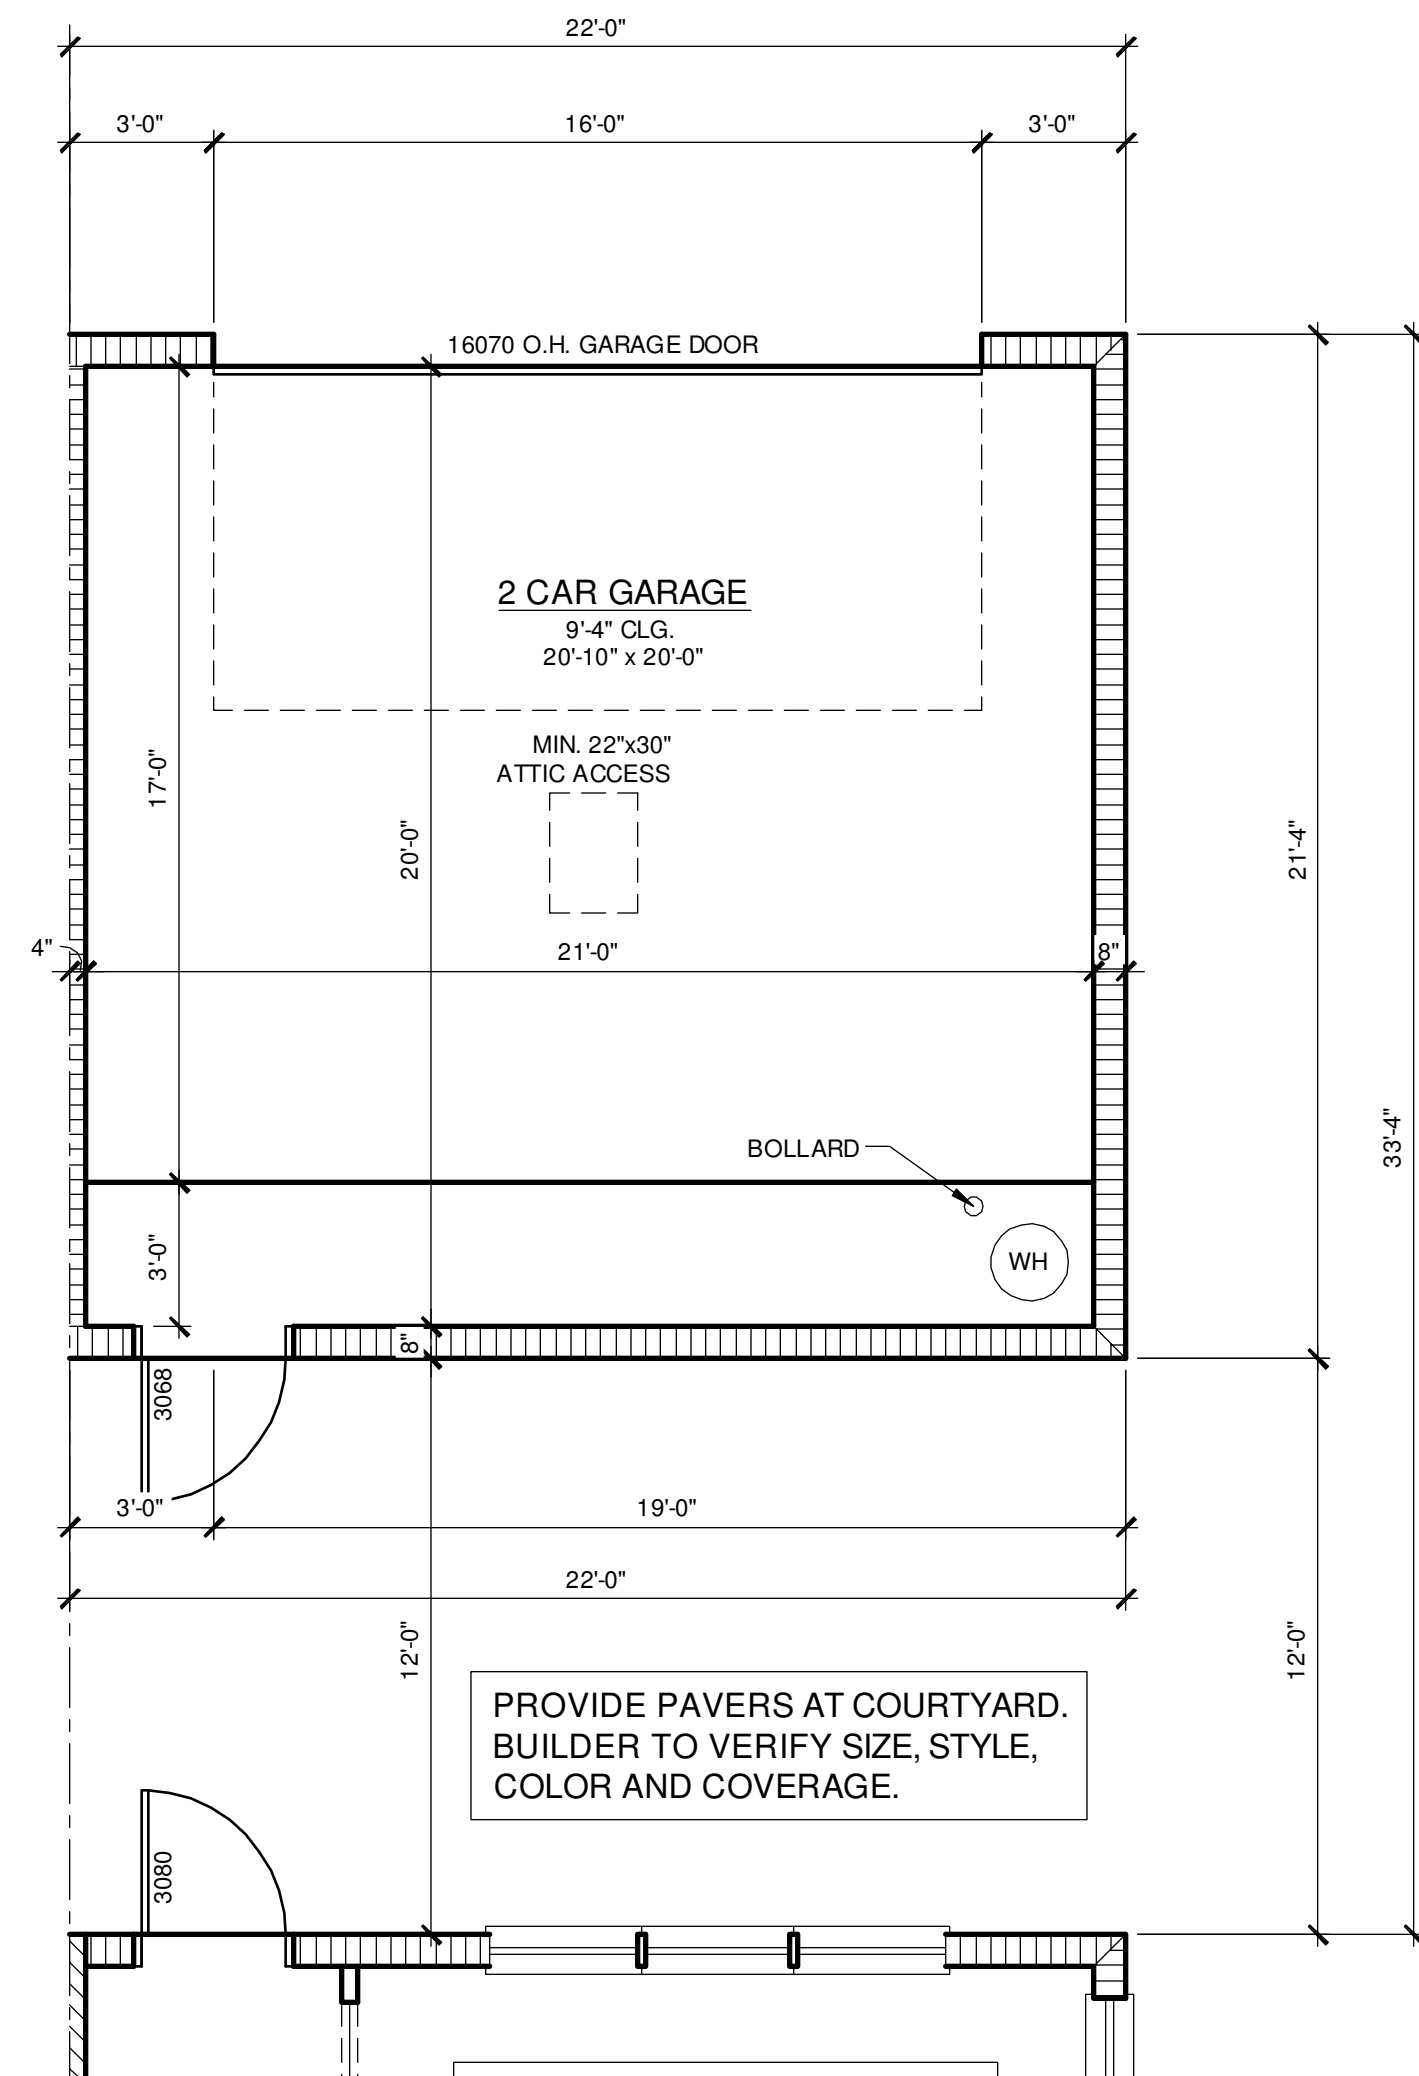 22'-0"
3'-0"
16'-0"
3'-0"
16070 O.H. GARAGE DOOR
2 CAR GARAGE
9'-4" CLG.
20'-10" x 20'-0"
MIN. 22"x30"
ATTIC ACCESS
17'-0"
20'-0"
21'-4"
4"
21'-0"
8"
33'-4"
BOLLARD
WH
3'-0"
8"
3068
3'-0"
19'-0"
22'-0"
12'-0"
12'-0"
PROVIDE PAVERS AT COURTYARD.
BUILDER TO VERIFY SIZE, STYLE,
COLOR AND COVERAGE.
3080